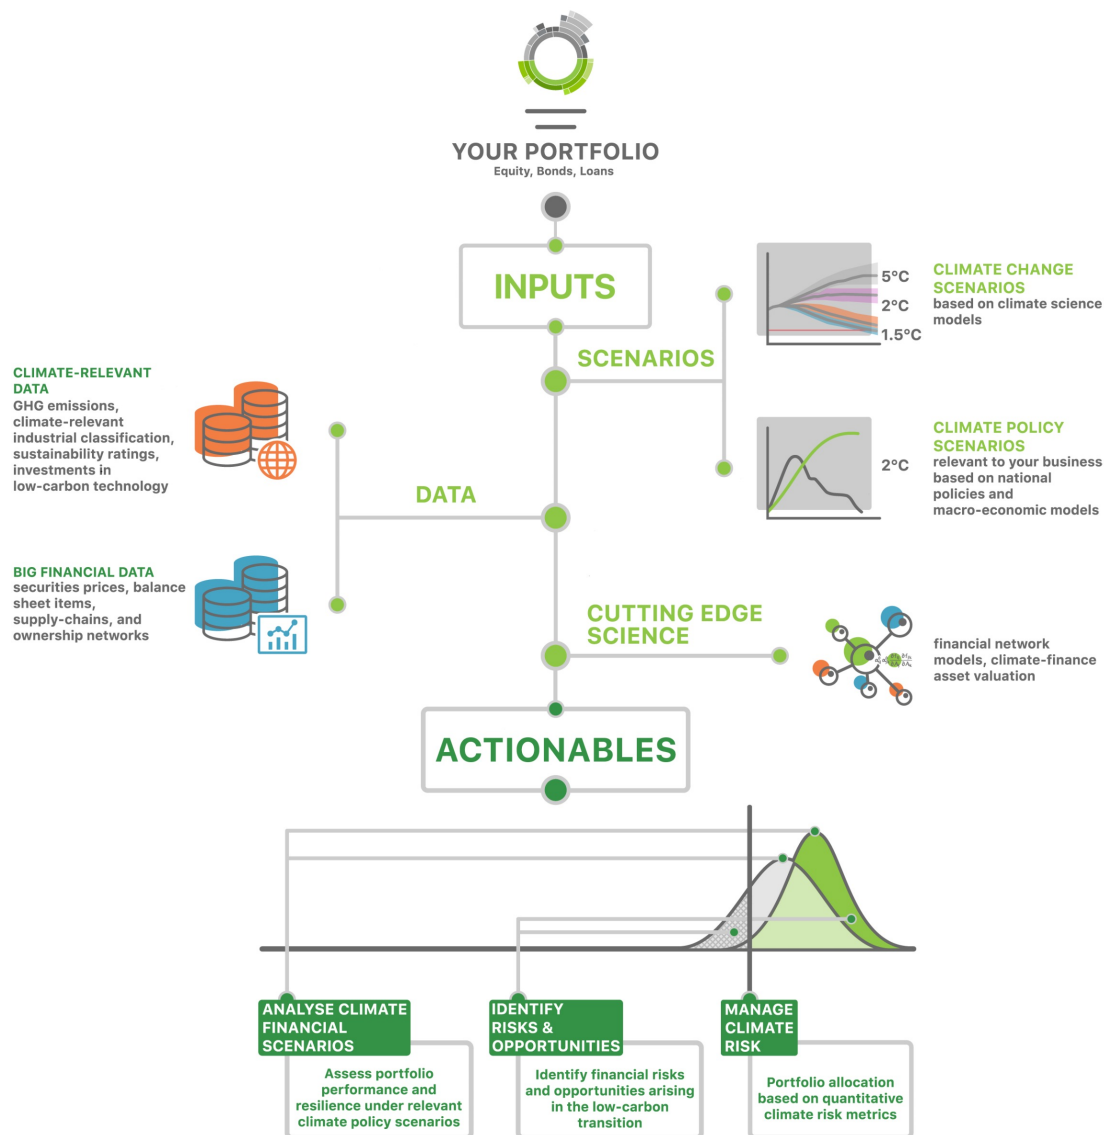 YOUR PORTFOLIO
Equity, Bonds, Loans
INPUTS
SCENARIOS
5°C
2°C
1.5°C
CLIMATE CHANGE
SCENARIOS
based on climate science
models
CLIMATE-RELEVANT
DATA
GHG emissions,
climate-relevant
industrial classification,
sustainability ratings,
investments in
low-carbon technology
DATA
2°C
CLIMATE POLICY
SCENARIOS
relevant to your business
based on national
policies and
macro-economic models
BIG FINANCIAL DATA
securities prices, balance
sheet items,
supply-chains, and
ownership networks
CUTTING EDGE
SCIENCE
financial network
models, climate-finance
asset valuation
ACTIONABLES
ANALYSE CLIMATE
FINANCIAL
SCENARIOS
Assess portfolio
performance and
resilience under relevant
climate policy scenarios
IDENTIFY
RISKS &
OPPORTUNITIES
Identify financial risks
and opportunities arising
in the low-carbon
transition
MANAGE
CLIMATE
RISK
Portfolio allocation
based on quantitative
climate risk metrics